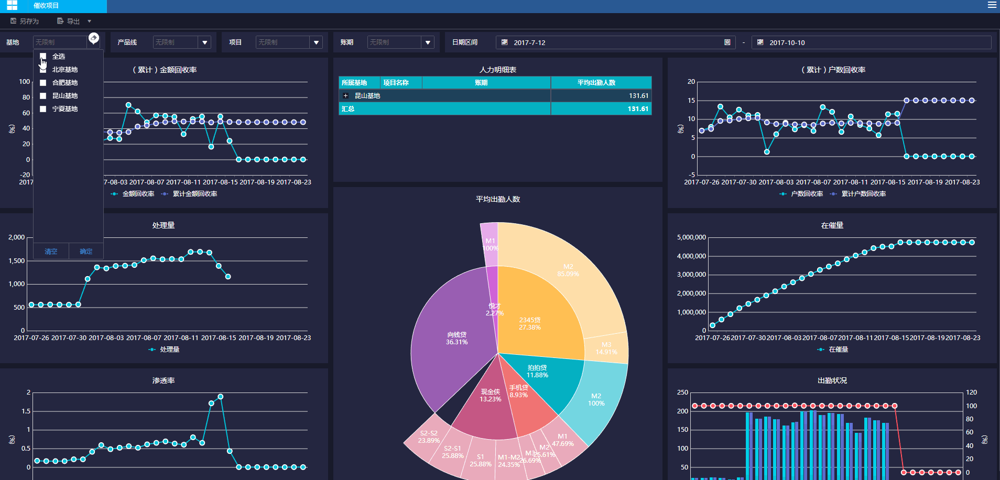 催收项目
另存为 导出
基地 无限制 产品线 无限制 项目 无限制 账期 无限制 日期区间 2017-7-12 - 2017-10-10
全选
北京基地
合肥基地
昆山基地
宁夏基地
清空 确定
（累计）金额回收率
100
80
60
40
20
0
-20
(%)
7-08-03 2017-08-07 2017-08-11 2017-08-15 2017-08-19 2017-08-23
金额回收率 累计金额回收率
人力明细表
所属基地 项目名称 账期 平均出勤人数
昆山基地 131.61
汇总 131.61
（累计）户数回收率
20
15
10
5
0
-5
(%)
2017-07-26 2017-07-30 2017-08-03 2017-08-07 2017-08-11 2017-08-15 2017-08-19 2017-08-23
户数回收率 累计户数回收率
处理量
2,000
1,500
1,000
500
0
2017-07-26 2017-07-30 2017-08-03 2017-08-07 2017-08-11 2017-08-15 2017-08-19 2017-08-23
处理量
平均出勤人数
M1
100%
M2
85.09%
M3
14.91%
悦才
2.27%
2345贷
27.38%
向钱贷
36.31%
拍拍贷
11.88%
手机贷
8.93%
现金侠
13.23%
M2
100%
M1
47.69%
M2
25.61%
M3
26.69%
M1-M2
24.35%
S1
25.88%
S2-S1
25.88%
S2-S2
23.89%
在催量
5,000,000
4,000,000
3,000,000
2,000,000
1,000,000
0
2017-07-26 2017-07-30 2017-08-03 2017-08-07 2017-08-11 2017-08-15 2017-08-19 2017-08-23
在催量
渗透率
2
1.5
1
0.5
0
(%)
出勤状况
250
200
150
100
50
120
100
80
60
40
20
0
(%)